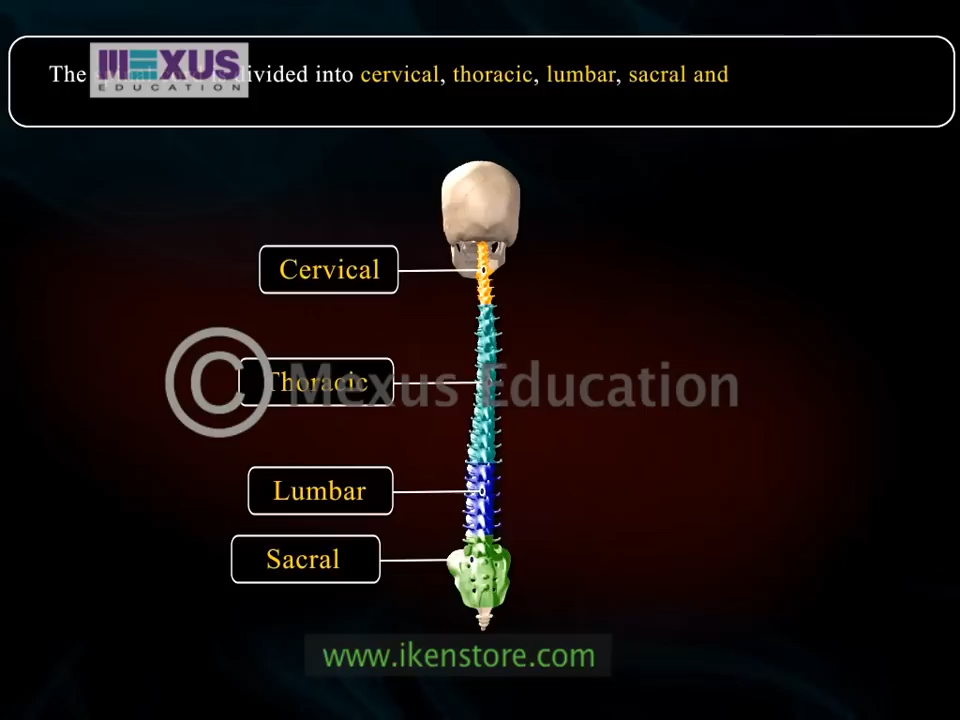 The divided into cervical, thoracic, lumbar, sacral and
MEXUS
EDUCATION
Cervical
Thoracic
© Mexus Education
Lumbar
Sacral
www.ikenstore.com